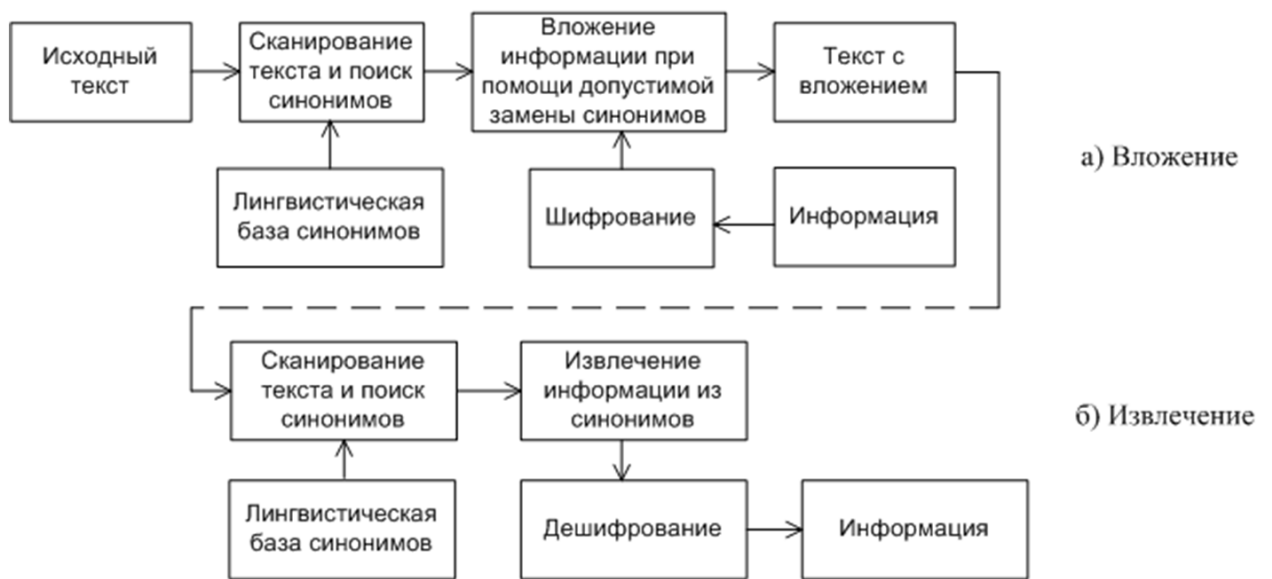 Исходный
текст
Сканирование
текста и поиск
синонимов
Вложение
информации при
помощи допустимой
замены синонимов
Текст с
вложением
а) Вложение
Лингвистическая
база синонимов
Шифрование
Информация
Сканирование
текста и поиск
синонимов
Извлечение
информации из
синонимов
б) Извлечение
Лингвистическая
база синонимов
Дешифрование
Информация